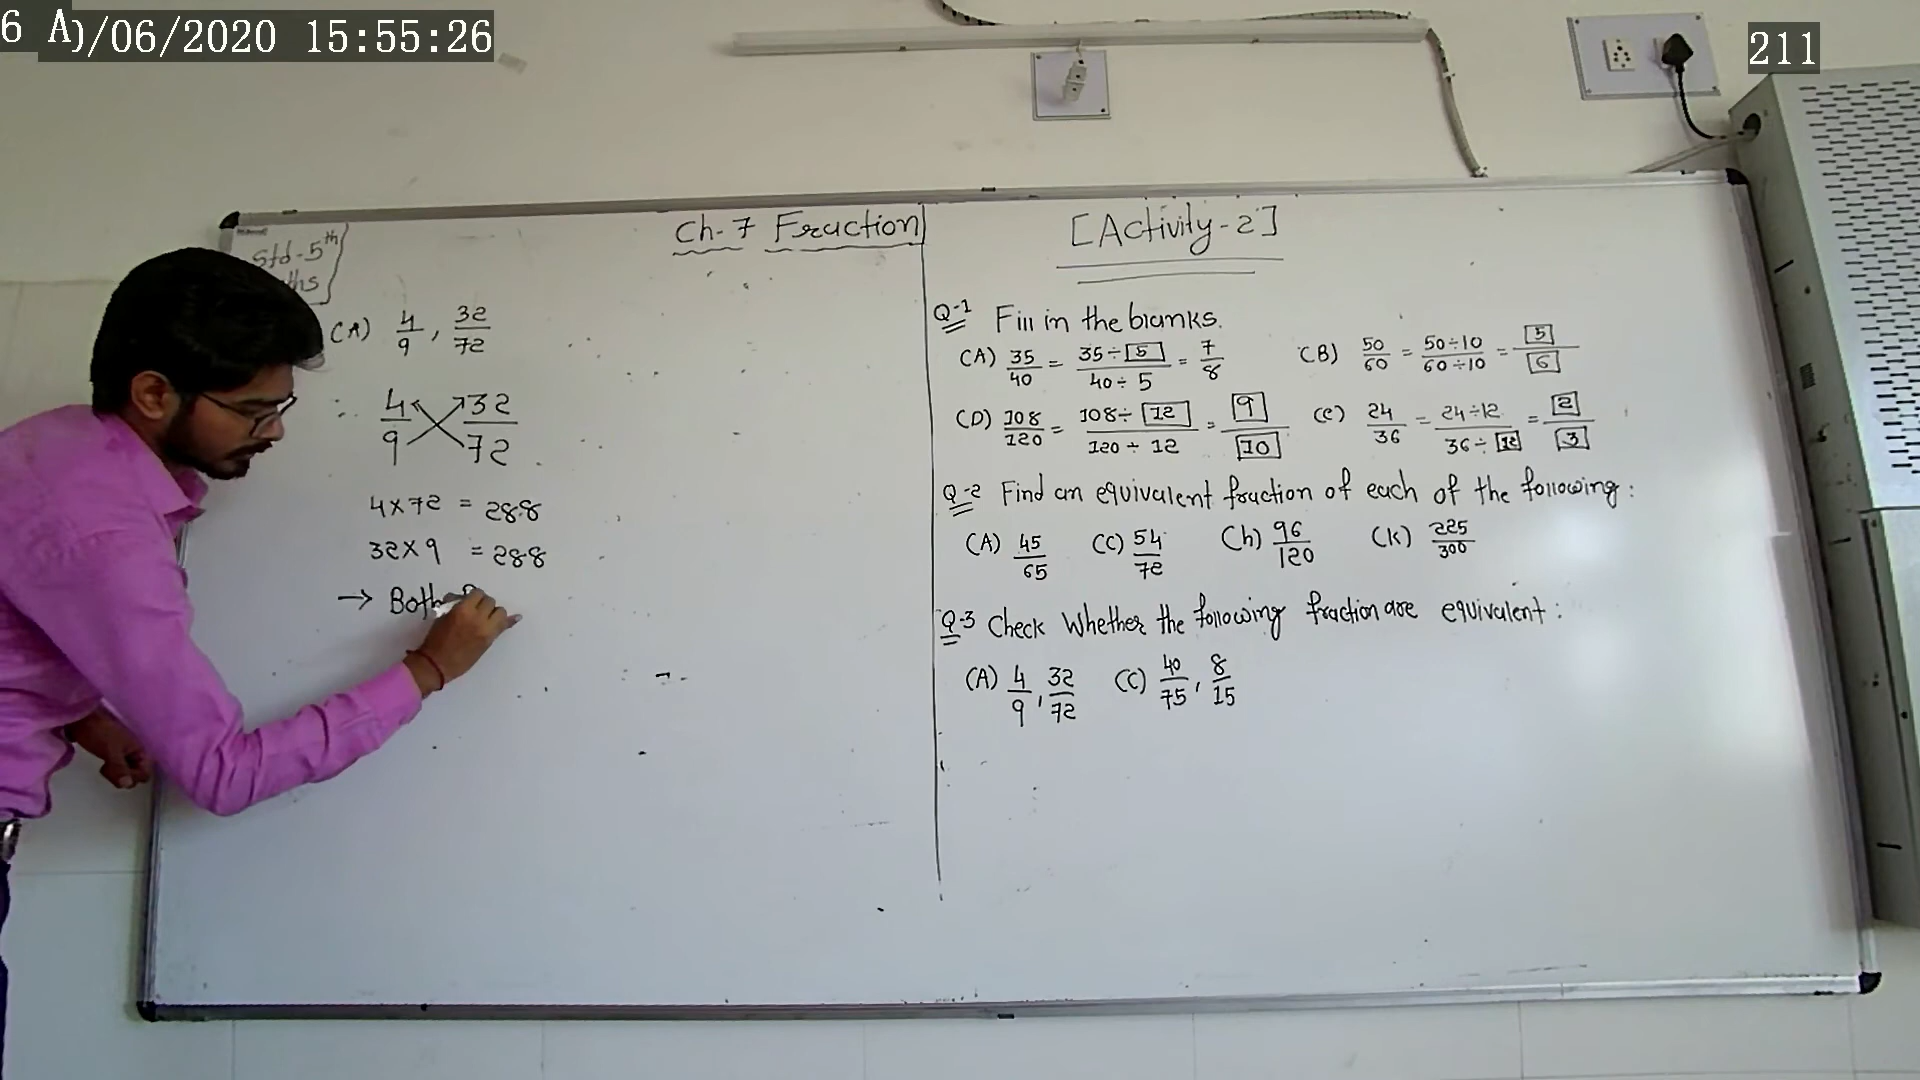 6 A
)/06/2020 15:55:26
211
Std-5th
ths
Ch-7 Fraction
(A) 4/9, 32/72
∴ 4/9 32/72
4×72 = 288
32×9 = 288
→ Both
[Activity-2]
Q-1 Fill in the blanks.
(A) 35/40 = 35÷5/40÷5 = 7/8 (B) 50/60 = 50÷10/60÷10 = 5/6
(D) 108/120 = 108÷12/120÷12 = 9/10 (e) 24/36 = 24÷12/36÷12 = 2/3
Q-2 Find an equivalent fraction of each of the following:
(A) 45/65 (C) 54/72 (h) 96/120 (k) 225/300
Q-3 Check Whether the following fraction are equivalent:
(A) 4/9, 32/72 (C) 40/75, 8/15